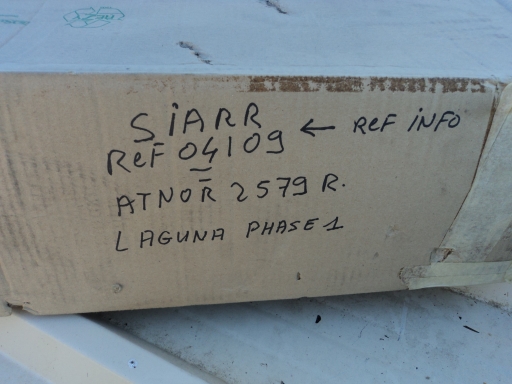 SiARR
ReF 04109 ← ReF iNFO
ATNOR 2579 R.
LAGUNA PHASE 1